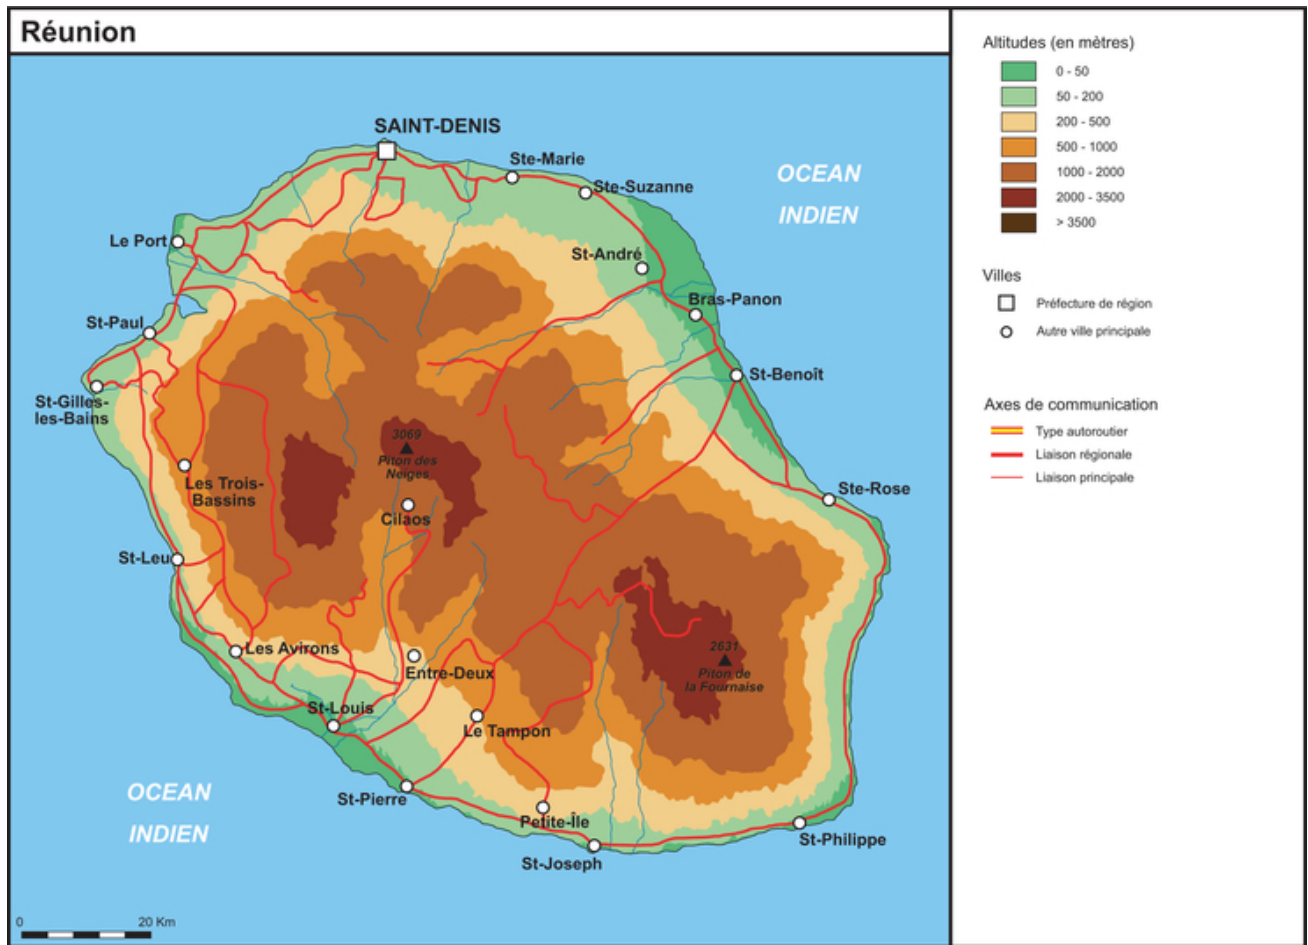 Réunion
SAINT-DENIS
Ste-Marie
OCEAN
INDIEN
Ste-Suzanne
Le Port
St-André
Bras-Panon
St-Paul
St-Benoît
St-Gilles-
les-Bains
3069
Piton des
Neiges
Les Trois-
Bassins
Ste-Rose
Cilaos
St-Leu
Les Avirons
2631
Piton de
la Fournaise
Entre-Deux
St-Louis
Le Tampon
OCEAN
INDIEN
St-Pierre
Petite-Île
St-Philippe
St-Joseph
0 20 Km
Altitudes (en mètres)
0 - 50
50 - 200
200 - 500
500 - 1000
1000 - 2000
2000 - 3500
> 3500
Villes
Préfecture de région
Autre ville principale
Axes de communication
Type autoroutier
Liaison régionale
Liaison principale